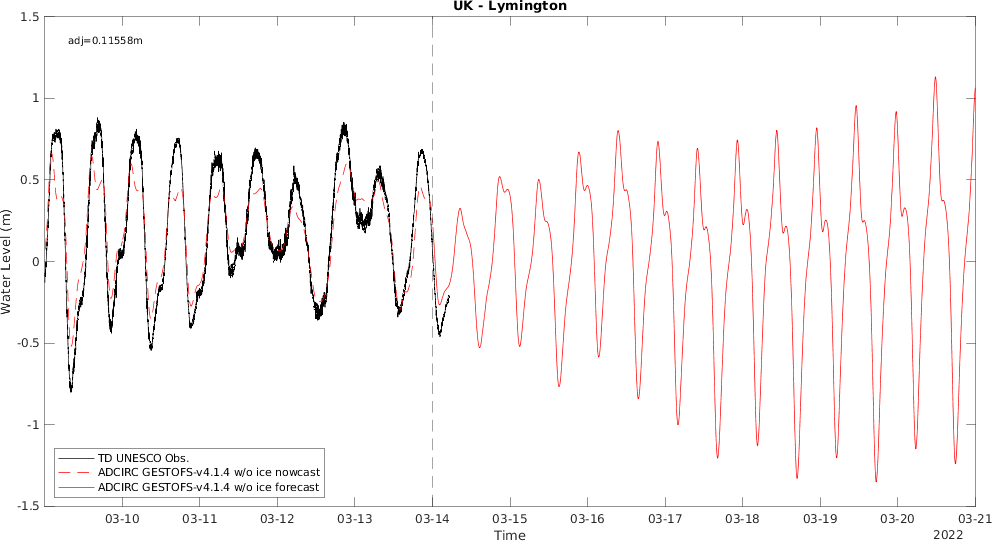 UK - Lymington
adj=0.11558m
1.5
1
0.5
0
-0.5
-1
-1.5
Water Level (m)
TD UNESCO Obs.
ADCIRC GESTOFS-v4.1.4 w/o ice nowcast
ADCIRC GESTOFS-v4.1.4 w/o ice forecast
03-10 03-11 03-12 03-13 03-14 03-15 03-16 03-17 03-18 03-19 03-20 03-21
Time
2022